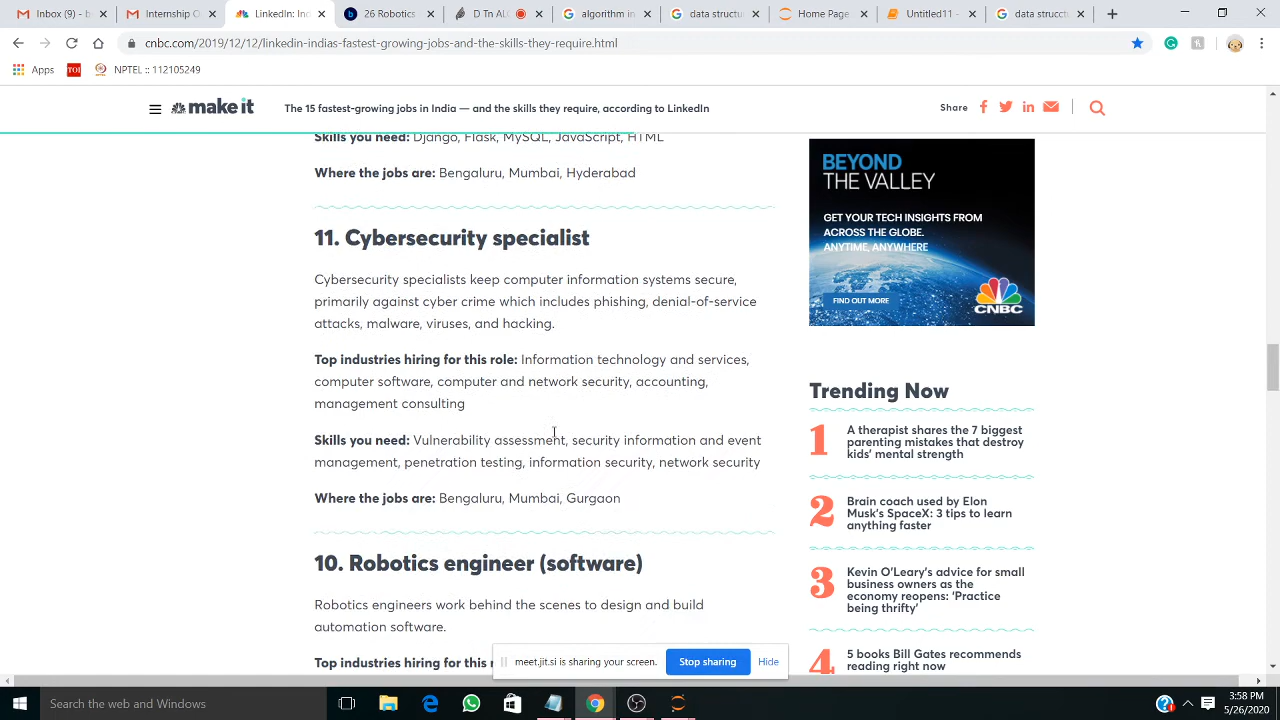 M Inbox (9) - b
M Internship O
LinkedIn: In
26 Robotics
D T AL
algorithm in
data structu
Home Page
Untitled11 -
data structu
cnbc.com/2019/12/12/linkedin-indias-fastest-growing-jobs-and-the-skills-they-require.html
Apps
TOI
NPTEL :: 112105249
make it
The 15 fastest-growing jobs in India — and the skills they require, according to LinkedIn
Share
Skills you need: Django, Flask, MySQL, JavaScript, HTML
Where the jobs are: Bengaluru, Mumbai, Hyderabad
11. Cybersecurity specialist
Cybersecurity specialists keep computer information systems secure,
primarily against cyber crime which includes phishing, denial-of-service
attacks, malware, viruses, and hacking.
Top industries hiring for this role: Information technology and services,
computer software, computer and network security, accounting,
management consulting
Skills you need: Vulnerability assessment, security information and event
management, penetration testing, information security, network security
Where the jobs are: Bengaluru, Mumbai, Gurgaon
10. Robotics engineer (software)
Robotics engineers work behind the scenes to design and build
automation software.
Top industries hiring for this r
BEYOND
THE VALLEY
GET YOUR TECH INSIGHTS FROM
ACROSS THE GLOBE.
ANYTIME, ANYWHERE
FIND OUT MORE
CNBC
Trending Now
1 A therapist shares the 7 biggest
parenting mistakes that destroy
kids' mental strength
2 Brain coach used by Elon
Musk's SpaceX: 3 tips to learn
anything faster
3 Kevin O'Leary's advice for small
business owners as the
economy reopens: 'Practice
being thrifty'
4 5 books Bill Gates recommends
reading right now
meet.jit.si is sharing your screen.
Stop sharing
Hide
Search the web and Windows
3:58 PM
5/26/2020